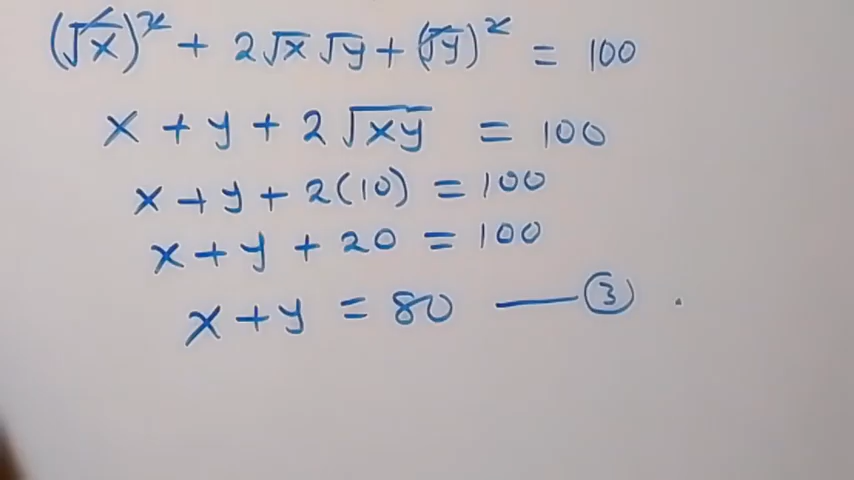 (√x)² + 2√x √y + (√y)² = 100
x + y + 2√xy = 100
x + y + 2(10) = 100
x + y + 20 = 100
x + y = 80 — ③ .